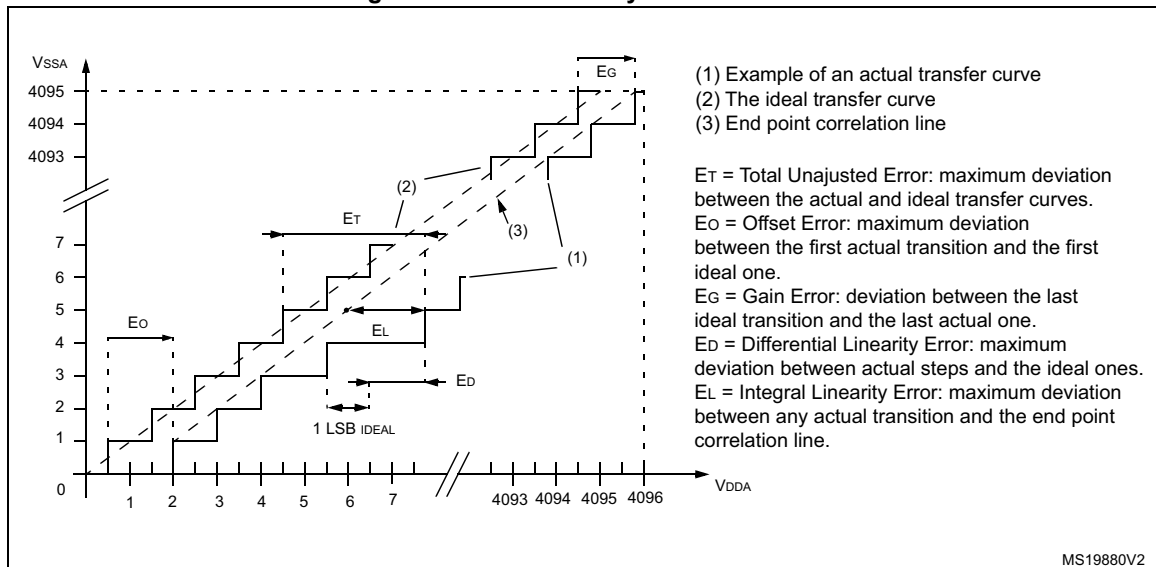 VSSA
EG
4095
4094
4093
(2)
ET
(3)
(1)
7
6
5
4
3
2
1
0
EO
EL
ED
1 LSB IDEAL
1 2 3 4 5 6 7 4093 4094 4095 4096
VDDA
(1) Example of an actual transfer curve
(2) The ideal transfer curve
(3) End point correlation line
ET = Total Unajusted Error: maximum deviation
between the actual and ideal transfer curves.
EO = Offset Error: maximum deviation
between the first actual transition and the first
ideal one.
EG = Gain Error: deviation between the last
ideal transition and the last actual one.
ED = Differential Linearity Error: maximum
deviation between actual steps and the ideal ones.
EL = Integral Linearity Error: maximum deviation
between any actual transition and the end point
correlation line.
MS19880V2